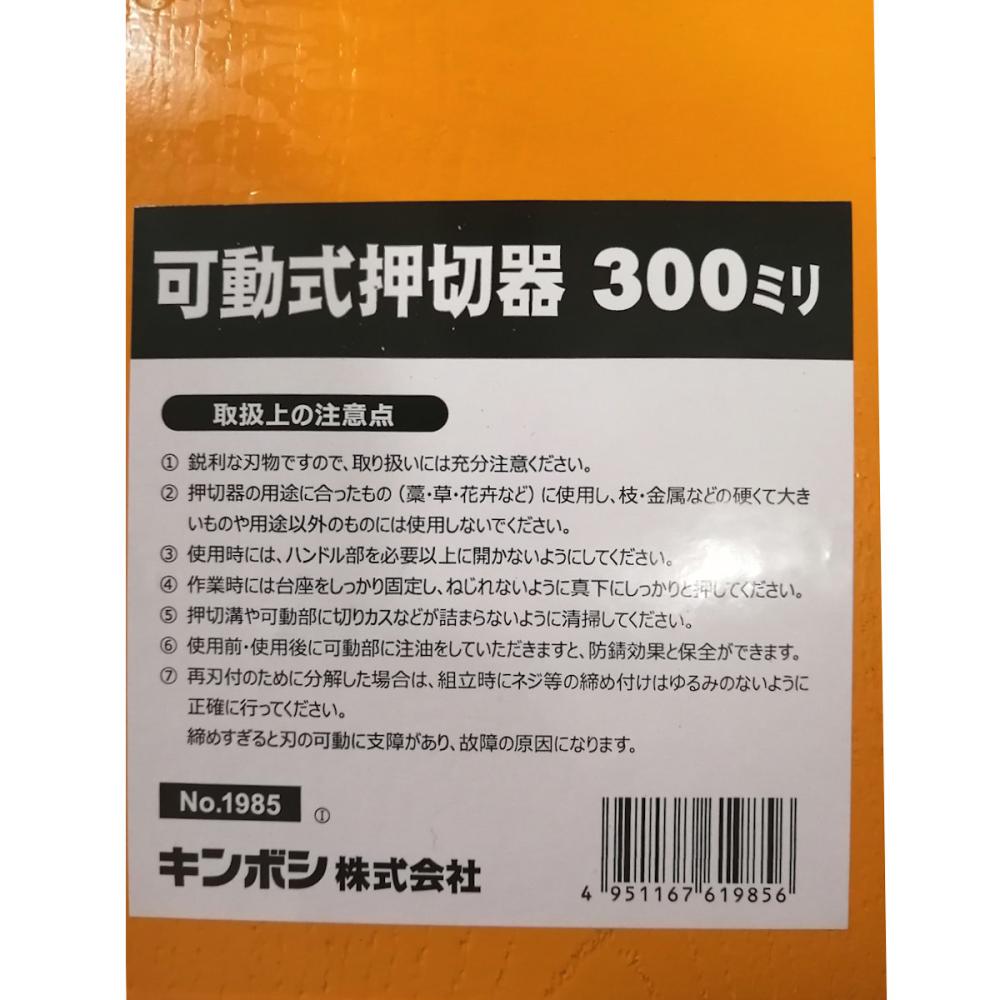 可動式押切器 300ミリ
取扱上の注意点
① 鋭利な刃物ですので、取り扱いには充分注意ください。
② 押切器の用途に合ったもの（藁・草・花卉など）に使用し、枝・金属などの硬くて大き
いものや用途以外のものには使用しないでください。
③ 使用時には、ハンドル部を必要以上に開かないようにしてください。
④ 作業時には台座をしっかり固定し、ねじれないように真下にしっかりと押してください。
⑤ 押切溝や可動部に切りカスなどが詰まらないように清掃してください。
⑥ 使用前・使用後に可動部に注油をしていただきますと、防錆効果と保全ができます。
⑦ 再刃付のために分解した場合は、組立時にネジ等の締め付けはゆるみのないように
正確に行ってください。
締めすぎると刃の可動に支障があり、故障の原因になります。
No.1985 ①
キンボシ株式会社
4 951167 619856